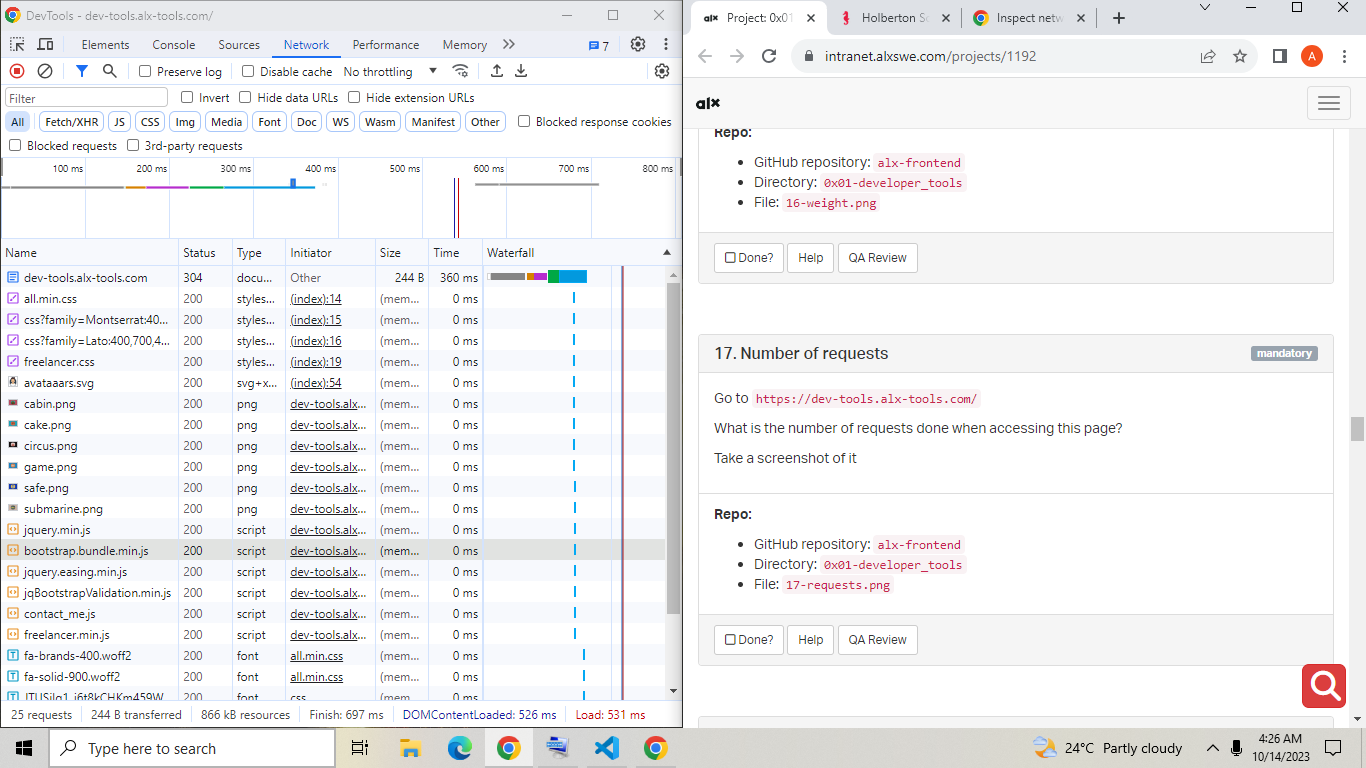 DevTools - dev-tools.alx-tools.com/
Elements Console Sources Network Performance Memory 7
Preserve log Disable cache No throttling
Filter Invert Hide data URLs Hide extension URLs
All Fetch/XHR JS CSS Img Media Font Doc WS Wasm Manifest Other Blocked response cookies
Blocked requests 3rd-party requests
100 ms 200 ms 300 ms 400 ms 500 ms 600 ms 700 ms 800 ms
Name Status Type Initiator Size Time Waterfall
dev-tools.alx-tools.com 304 docu... Other 244 B 360 ms
all.min.css 200 styles... (index):14 (mem... 0 ms
css?family=Montserrat:40... 200 styles... (index):15 (mem... 0 ms
css?family=Lato:400,700,4... 200 styles... (index):16 (mem... 0 ms
freelancer.css 200 styles... (index):19 (mem... 0 ms
avataaars.svg 200 svg+x... (index):54 (mem... 0 ms
cabin.png 200 png dev-tools.alx... (mem... 0 ms
cake.png 200 png dev-tools.alx... (mem... 0 ms
circus.png 200 png dev-tools.alx... (mem... 0 ms
game.png 200 png dev-tools.alx... (mem... 0 ms
safe.png 200 png dev-tools.alx... (mem... 0 ms
submarine.png 200 png dev-tools.alx... (mem... 0 ms
jquery.min.js 200 script dev-tools.alx... (mem... 0 ms
bootstrap.bundle.min.js 200 script dev-tools.alx... (mem... 0 ms
jquery.easing.min.js 200 script dev-tools.alx... (mem... 0 ms
jqBootstrapValidation.min.js 200 script dev-tools.alx... (mem... 0 ms
contact_me.js 200 script dev-tools.alx... (mem... 0 ms
freelancer.min.js 200 script dev-tools.alx... (mem... 0 ms
fa-brands-400.woff2 200 font all.min.css (mem... 0 ms
fa-solid-900.woff2 200 font all.min.css (mem... 0 ms
200 font css (mem... 0 ms
25 requests 244 B transferred 866 kB resources Finish: 697 ms DOMContentLoaded: 526 ms Load: 531 ms
alx Project: 0x01 Holberton Sc Inspect netw
intranet.alxswe.com/projects/1192 A
alx
Repo:
GitHub repository: alx-frontend
Directory: 0x01-developer_tools
File: 16-weight.png
Done? Help QA Review
17. Number of requests mandatory
Go to https://dev-tools.alx-tools.com/
What is the number of requests done when accessing this page?
Take a screenshot of it
Repo:
GitHub repository: alx-frontend
Directory: 0x01-developer_tools
File: 17-requests.png
Done? Help QA Review
Type here to search 24°C Partly cloudy 4:26 AM
10/14/2023